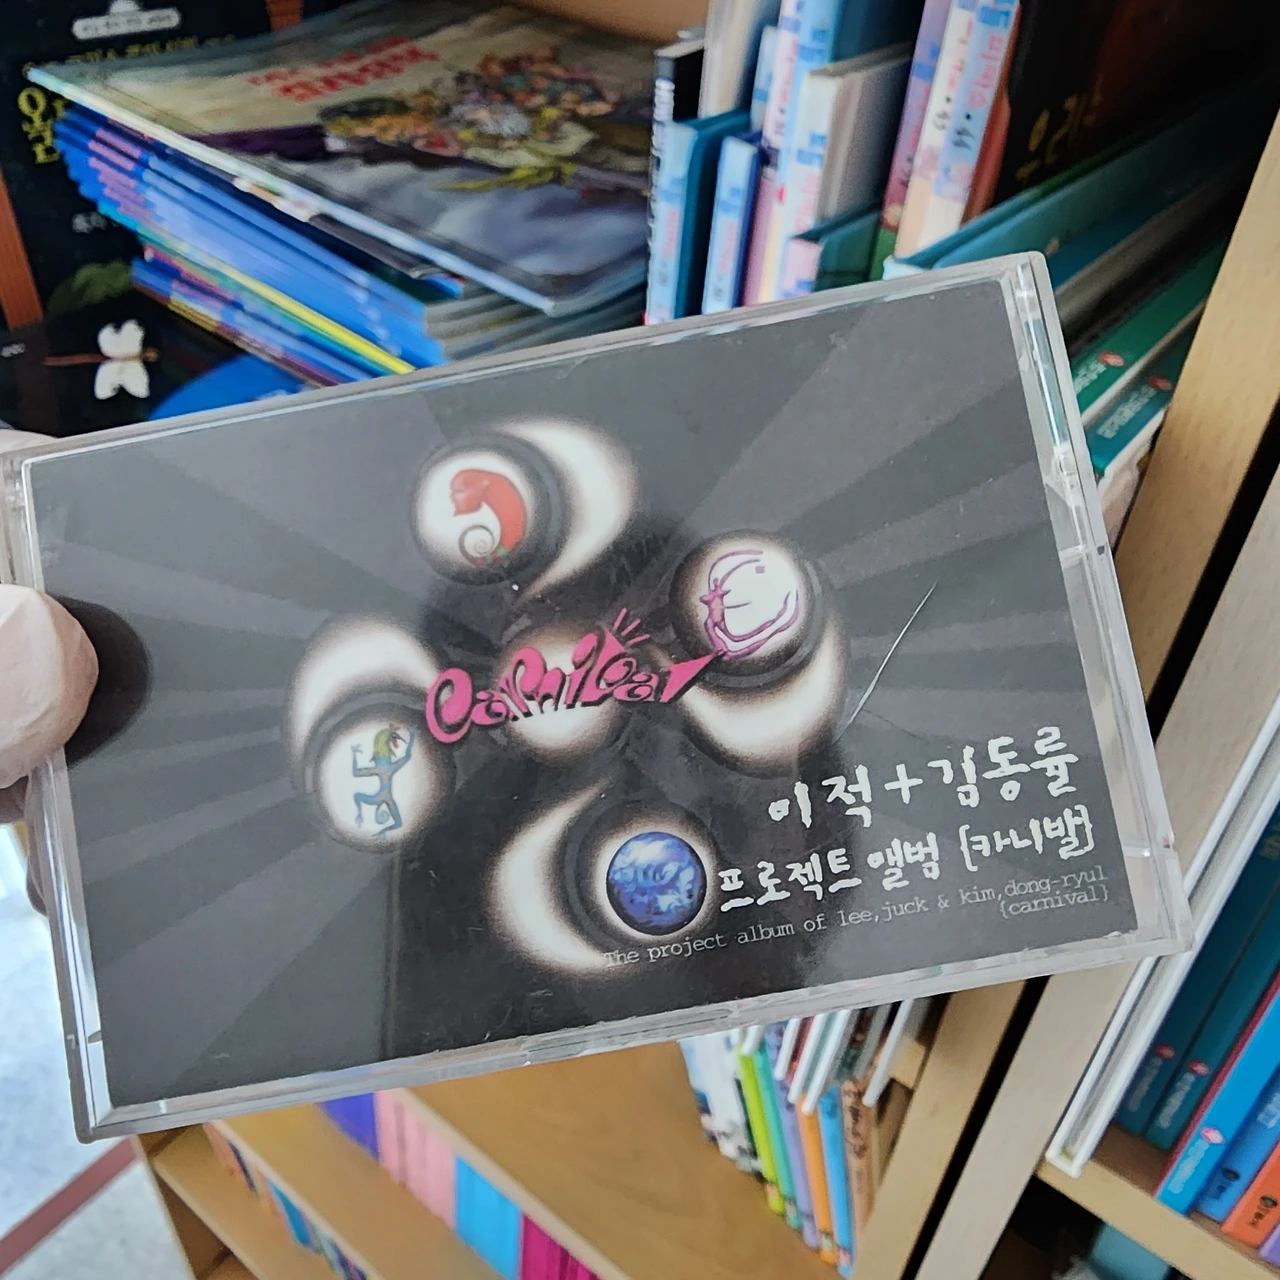 carnival
이적+김동률
프로젝트 앨범 {카니발}
The project album of lee,juck & kim,dong-ryul
{carnival}